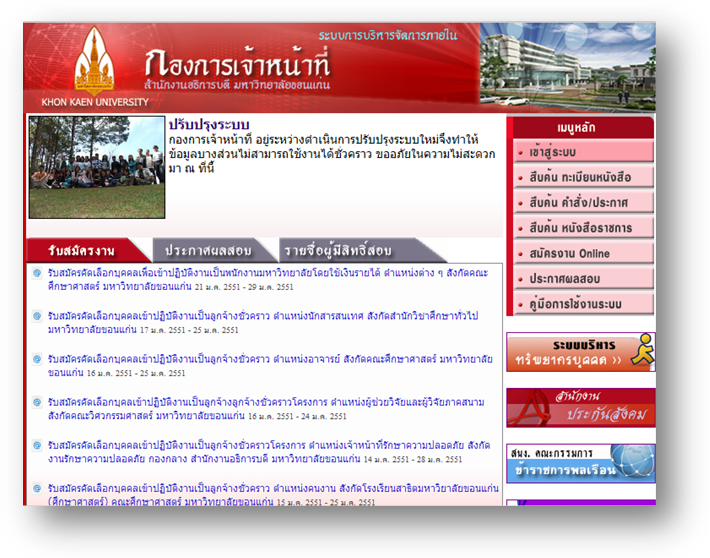 ระบบการบริหารจัดการภายใน
กองการเจ้าหน้าที่
สำนักงานอธิการบดี มหาวิทยาลัยขอนแก่น
KHON KAEN UNIVERSITY
ปรับปรุงระบบ
กองการเจ้าหน้าที่ อยู่ระหว่างดำเนินการปรับปรุงระบบใหม่จึงทำให้
ข้อมูลบางส่วนไม่สามารถใช้งานได้ชั่วคราว ขออภัยในความไม่สะดวก
มา ณ ที่นี้
รับสมัครงาน
ประกาศผลสอบ
รายชื่อผู้มีสิทธิ์สอบ
รับสมัครคัดเลือกบุคคลเพื่อเข้าปฏิบัติงานเป็นพนักงานมหาวิทยาลัยโดยใช้เงินรายได้ ตำแหน่งต่าง ๆ สังกัดคณะ
ศึกษาศาสตร์ มหาวิทยาลัยขอนแก่น 21 ม.ค. 2551 - 29 ม.ค. 2551
รับสมัครคัดเลือกบุคคลเข้าปฏิบัติงานเป็นลูกจ้างชั่วคราว ตำแหน่งนักสารสนเทศ สังกัดสำนักวิชาศึกษาทั่วไป
มหาวิทยาลัยขอนแก่น 17 ม.ค. 2551 - 25 ม.ค. 2551
รับสมัครคัดเลือกบุคคลเข้าปฏิบัติงานเป็นลูกจ้างชั่วคราว ตำแหน่งอาจารย์ สังกัดคณะศึกษาศาสตร์ มหาวิทยาลัย
ขอนแก่น 16 ม.ค. 2551 - 25 ม.ค. 2551
รับสมัครคัดเลือกบุคคลเข้าปฏิบัติงานเป็นลูกจ้างลูกจ้างชั่วคราวโครงการ ตำแหน่งผู้ช่วยวิจัยและผู้วิจัยภาคสนาม
สังกัดคณะวิศวกรรมศาสตร์ มหาวิทยาลัยขอนแก่น 16 ม.ค. 2551 - 24 ม.ค. 2551
รับสมัครคัดเลือกบุคคลเข้าปฏิบัติงานเป็นลูกจ้างชั่วคราวโครงการ ตำแหน่งเจ้าหน้าที่รักษาความปลอดภัย สังกัด
งานรักษาความปลอดภัย กองกลาง สำนักงานอธิการบดี มหาวิทยาลัยขอนแก่น 14 ม.ค. 2551 - 28 ม.ค. 2551
รับสมัครคัดเลือกบุคคลเข้าปฏิบัติงานเป็นลูกจ้างชั่วคราว ตำแหน่งคนงาน สังกัดโรงเรียนสาธิตมหาวิยาลัยขอนแก่น
(ศึกษาศาสตร์) คณะศึกษาศาสตร์ มหาวิทยาลัยขอนแก่น 15 ม.ค. 2551 - 25 ม.ค. 2551
เมนูหลัก
เข้าสู่ระบบ
สืบค้น ทะเบียนหนังสือ
สืบค้น คำสั่ง/ประกาศ
สืบค้น หนังสือราชการ
สมัครงาน Online
ประกาศผลสอบ
คู่มือการใช้งานระบบ
ระบบบริหาร
ทรัพยากรบุคคล >>
สำนักงาน
ประกันสังคม
สนง. คณะกรรมการ
ข้าราชการพลเรือน